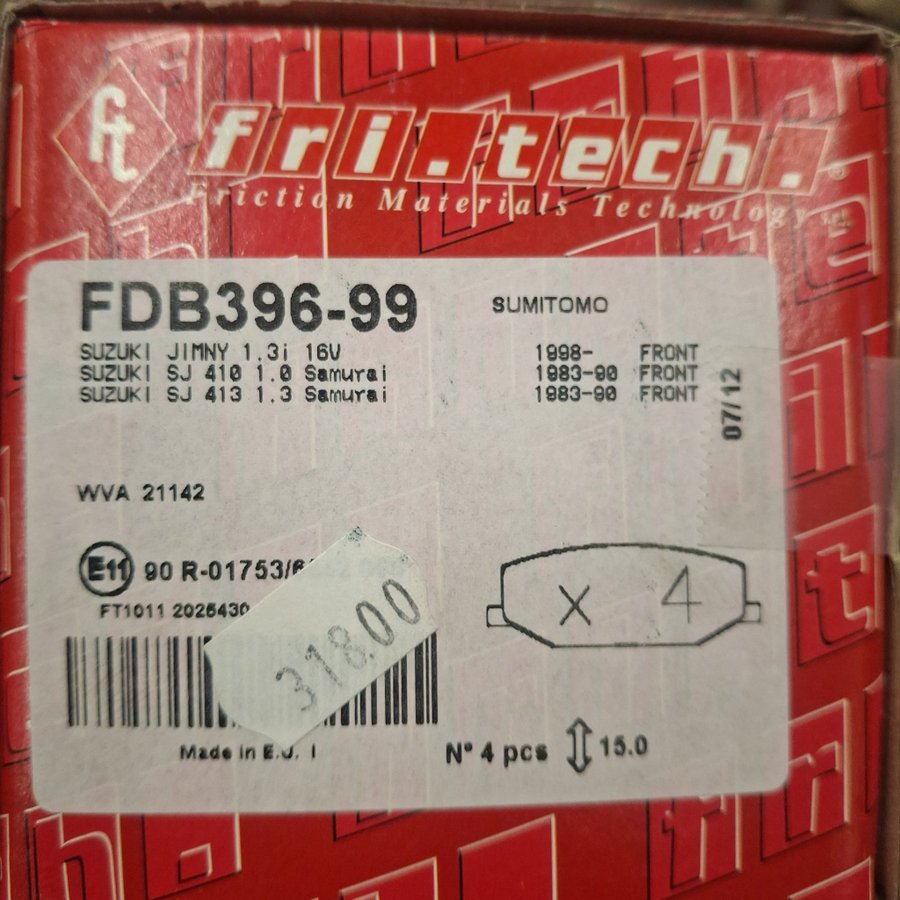 ft
fri.tech.
Friction Materials Technology s.r.l.
FDB396-99 SUMITOMO
SUZUKI JIMNY 1.3i 16V 1998- FRONT
SUZUKI SJ 410 1.0 Samurai 1983-90 FRONT
SUZUKI SJ 413 1.3 Samurai 1983-90 FRONT
07/12
WVA 21142
E11 90 R-01753/
FT1011 2025430
318.00
x 4
Made in E.U. I
N° 4 pcs 15.0